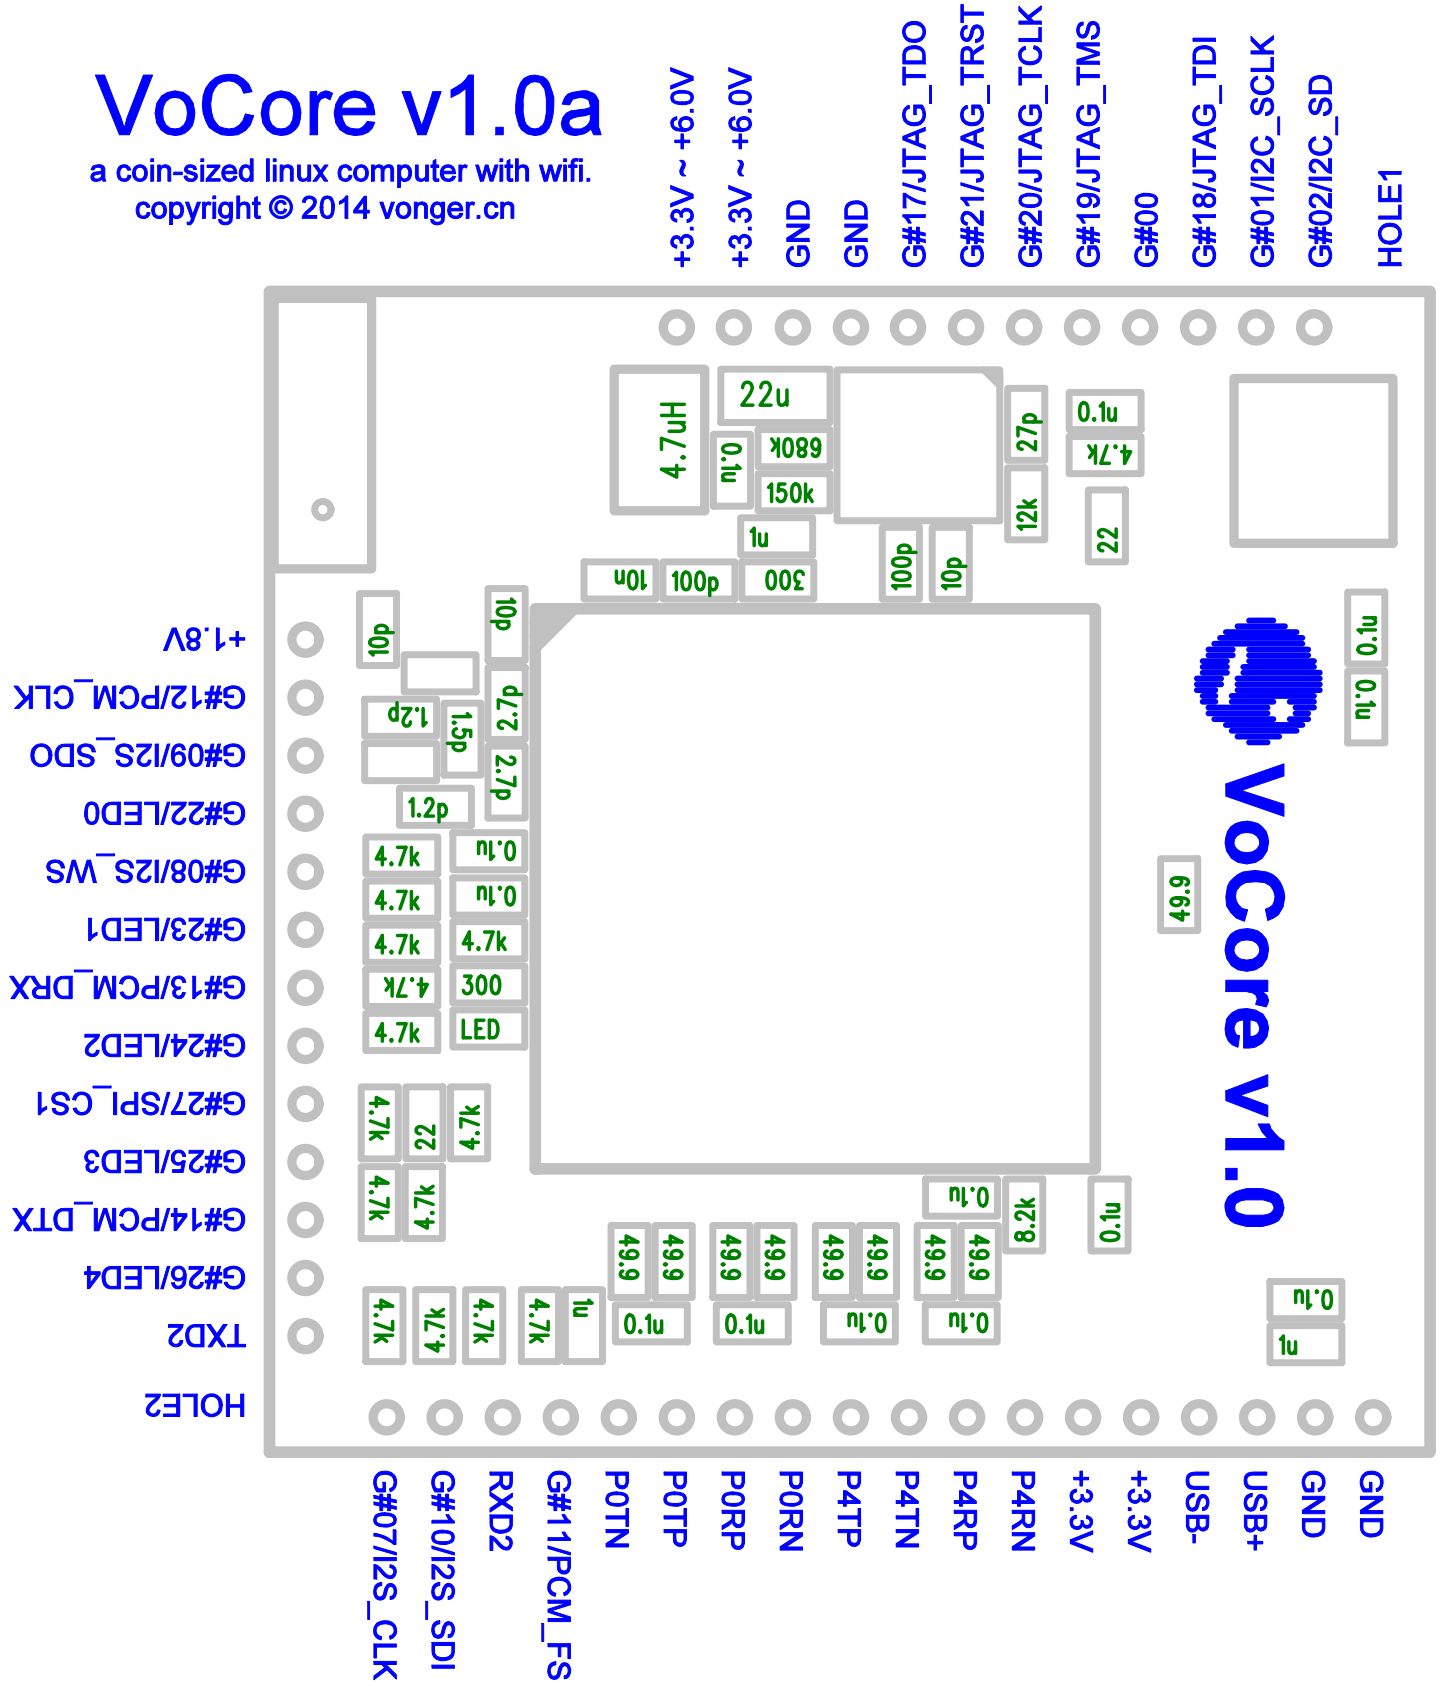 VoCore v1.0a
a coin-sized linux computer with wifi.
copyright © 2014 vonger.cn
+3.3V ~ +6.0V
+3.3V ~ +6.0V
GND
GND
G#17/JTAG_TDO
G#21/JTAG_TRST
G#20/JTAG_TCLK
G#19/JTAG_TMS
G#00
G#18/JTAG_TDI
G#01/I2C_SCLK
G#02/I2C_SD
HOLE1
4.7uH
22u
0.1u
680k
150k
1u
27p
12k
0.1u
4.7k
22
10n
100p
300
100p
10p
10p
10p
2.7p
1.2p
1.5p
2.7p
1.2p
0.1u
0.1u
4.7k
0.1u
4.7k
0.1u
4.7k
4.7k
4.7k
300
4.7k
LED
49.9
VoCore v1.0
4.7k
22
4.7k
4.7k
4.7k
0.1u
8.2k
0.1u
49.9
49.9
49.9
49.9
49.9
49.9
49.9
49.9
4.7k
4.7k
4.7k
4.7k
1u
0.1u
0.1u
0.1u
0.1u
0.1u
1u
+1.8V
G#12/PCM_CLK
G#09/I2S_SDO
G#22/LED0
G#08/I2S_WS
G#23/LED1
G#13/PCM_DRX
G#24/LED2
G#27/SPI_CS1
G#25/LED3
G#14/PCM_DTX
G#26/LED4
TXD2
HOLE2
G#07/I2S_CLK
G#10/I2S_SDI
RXD2
G#11/PCM_FS
P0TN
P0TP
P0RP
P0RN
P4TP
P4TN
P4RP
P4RN
+3.3V
+3.3V
USB-
USB+
GND
GND